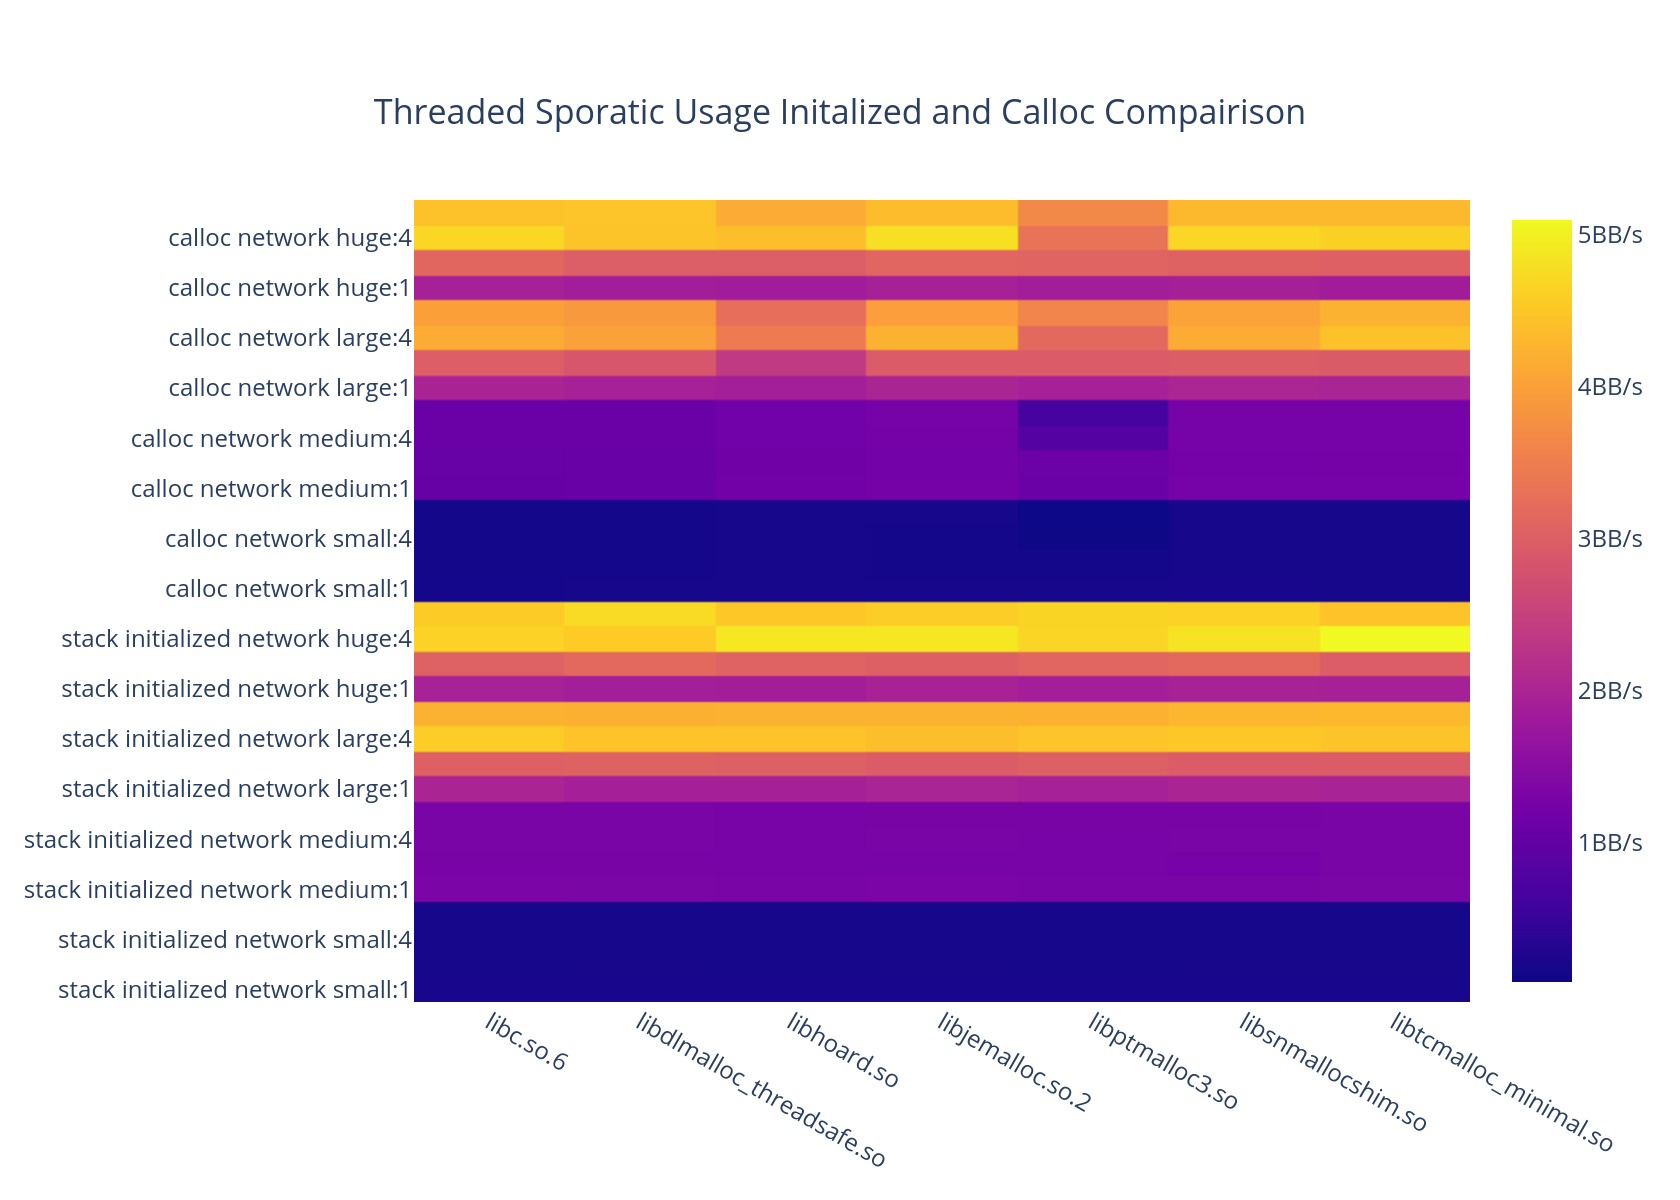 Threaded Sporatic Usage Initalized and Calloc Compairison
calloc network huge:4
calloc network huge:1
calloc network large:4
calloc network large:1
calloc network medium:4
calloc network medium:1
calloc network small:4
calloc network small:1
stack initialized network huge:4
stack initialized network huge:1
stack initialized network large:4
stack initialized network large:1
stack initialized network medium:4
stack initialized network medium:1
stack initialized network small:4
stack initialized network small:1
libc.so.6
libdlmalloc_threadsafe.so
libhoard.so
libjemalloc.so.2
libptmalloc3.so
libsnmallocshim.so
libtcmalloc_minimal.so
5BB/s
4BB/s
3BB/s
2BB/s
1BB/s